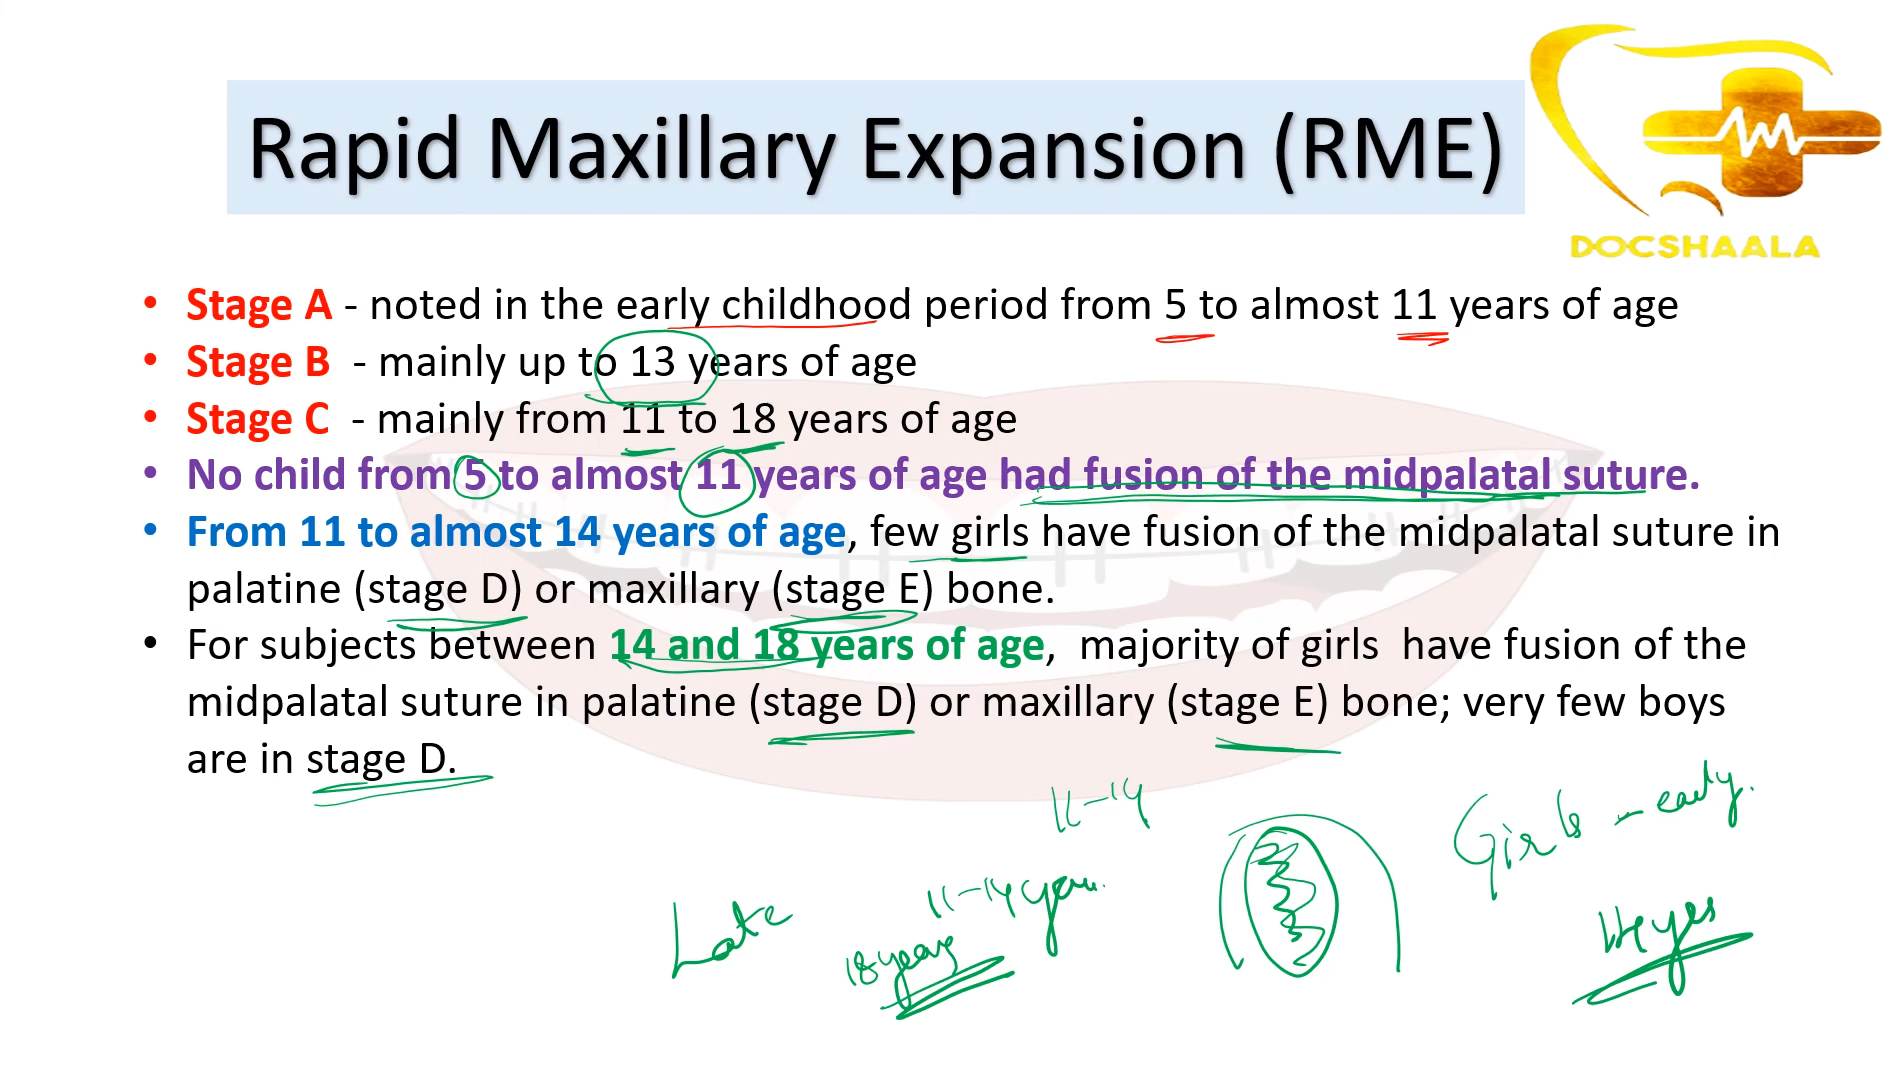 Rapid Maxillary Expansion (RME)
DOCSHAALA
• Stage A - noted in the early childhood period from 5 to almost 11 years of age
• Stage B - mainly up to 13 years of age
• Stage C - mainly from 11 to 18 years of age
• No child from 5 to almost 11 years of age had fusion of the midpalatal suture.
• From 11 to almost 14 years of age, few girls have fusion of the midpalatal suture in
palatine (stage D) or maxillary (stage E) bone.
• For subjects between 14 and 18 years of age, majority of girls have fusion of the
midpalatal suture in palatine (stage D) or maxillary (stage E) bone; very few boys
are in stage D.
11-14
Girls - early.
Late
11-14
18 years